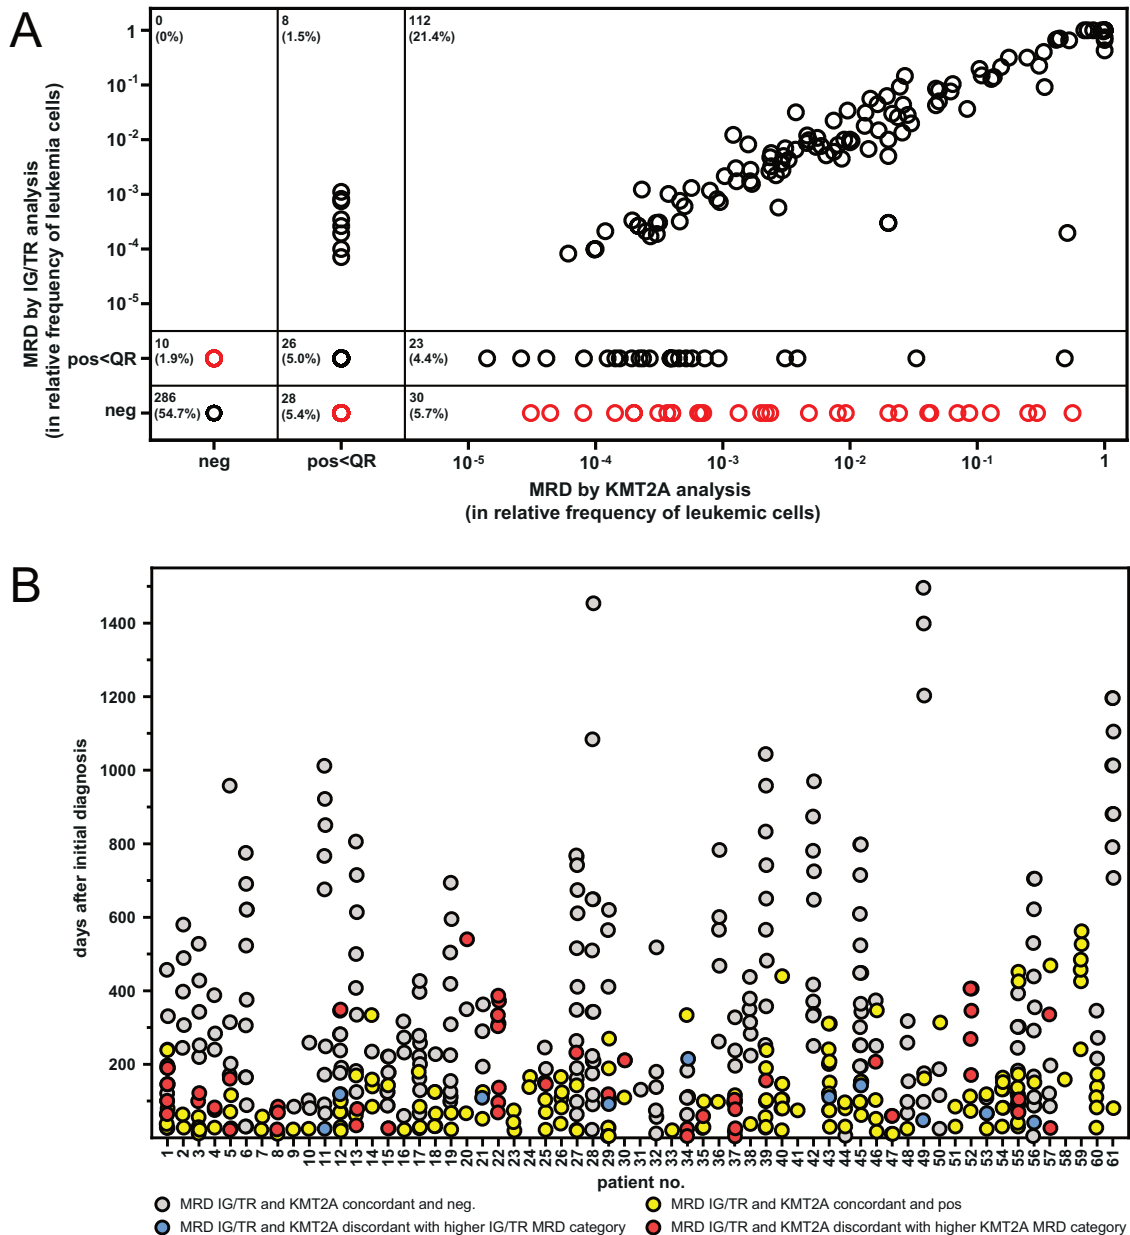 A
MRD by IG/TR analysis
(in relative frequency of leukemia cells)
0
(0%)
8
(1.5%)
112
(21.4%)
1
10-1
10-2
10-3
10-4
10-5
pos<QR
neg
10
(1.9%)
26
(5.0%)
23
(4.4%)
286
(54.7%)
28
(5.4%)
30
(5.7%)
neg pos<QR 10-5 10-4 10-3 10-2 10-1 1
MRD by KMT2A analysis
(in relative frequency of leukemic cells)
B
days after initial diagnosis
1400
1200
1000
800
600
400
200
1 2 3 4 5 6 7 8 9 10 11 12 13 14 15 16 17 18 19 20 21 22 23 24 25 26 27 28 29 30 31 32 33 34 35 36 37 38 39 40 41 42 43 44 45 46 47 48 49 50 51 52 53 54 55 56 57 58 59 60 61
patient no.
MRD IG/TR and KMT2A concordant and neg.
MRD IG/TR and KMT2A concordant and pos
MRD IG/TR and KMT2A discordant with higher IG/TR MRD category
MRD IG/TR and KMT2A discordant with higher KMT2A MRD category